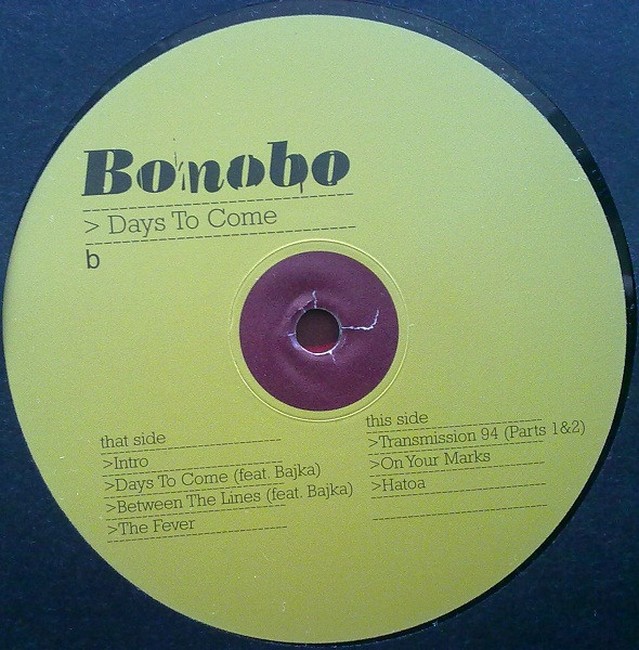 Bonobo
> Days To Come
b
that side
>Intro
>Days To Come (feat. Bajka)
>Between The Lines (feat. Bajka)
>The Fever
this side
>Transmission 94 (Parts 1&2)
>On Your Marks
>Hatoa